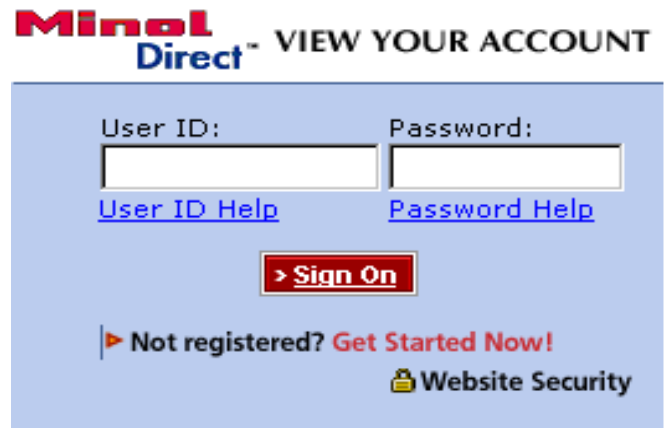 Minol
Direct™ VIEW YOUR ACCOUNT
User ID: Password:
User ID Help Password Help
› Sign On
Not registered? Get Started Now!
Website Security